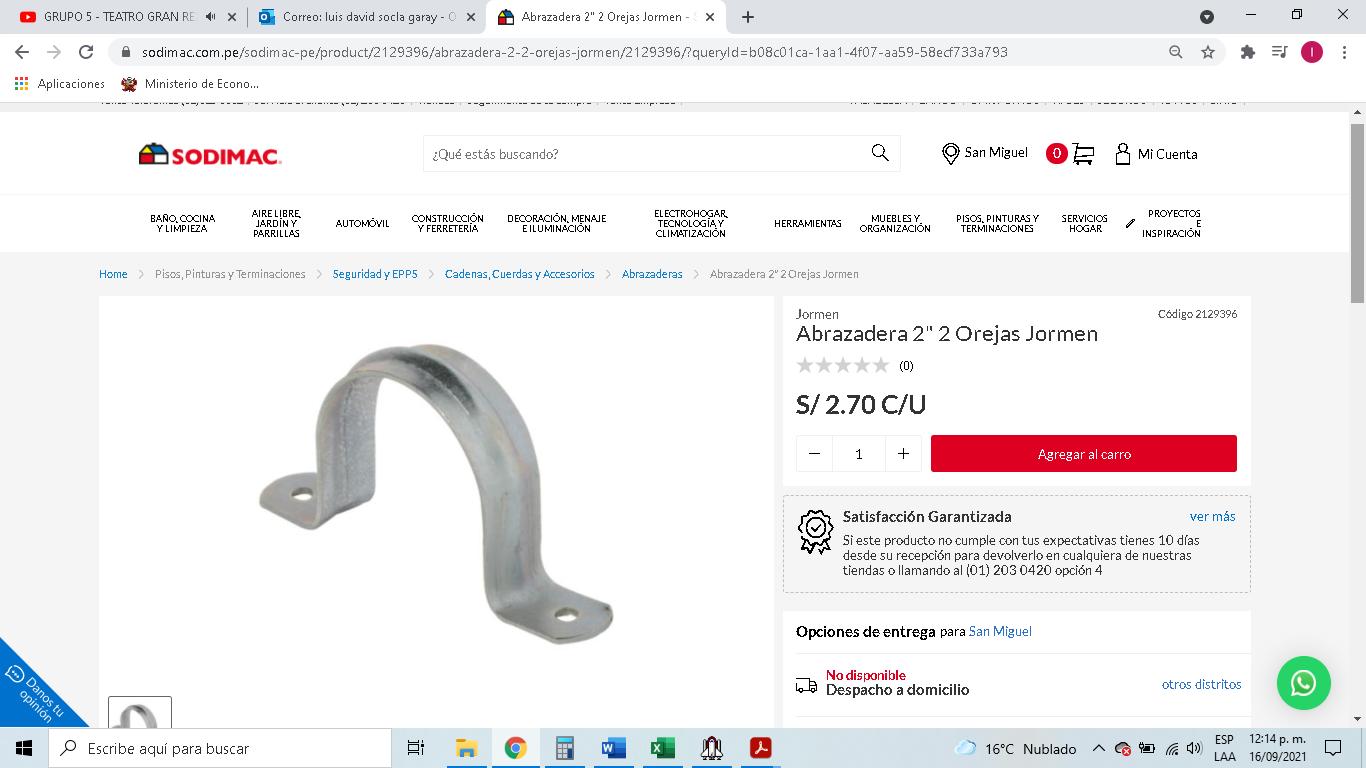 GRUPO 5 - TEATRO GRAN RE
Correo: luis david socla garay - O
Abrazadera 2" 2 Orejas Jormen - S
sodimac.com.pe/sodimac-pe/product/2129396/abrazadera-2-2-orejas-jormen/2129396/?queryId=b08c01ca-1aa1-4f07-aa59-58ecf733a793
I
Aplicaciones
Ministerio de Econo...
SODIMAC
¿Qué estás buscando?
San Miguel
0
Mi Cuenta
BAÑO, COCINA
Y LIMPIEZA
AIRE LIBRE,
JARDÍN Y
PARRILLAS
AUTOMÓVIL
CONSTRUCCIÓN
Y FERRETERÍA
DECORACIÓN, MENAJE
E ILUMINACIÓN
ELECTROHOGAR,
TECNOLOGÍA Y
CLIMATIZACIÓN
HERRAMIENTAS
MUEBLES Y
ORGANIZACIÓN
PISOS, PINTURAS Y
TERMINACIONES
SERVICIOS
HOGAR
PROYECTOS
E
INSPIRACIÓN
Home > Pisos, Pinturas y Terminaciones > Seguridad y EPPS > Cadenas, Cuerdas y Accesorios > Abrazaderas > Abrazadera 2" 2 Orejas Jormen
Jormen
Código 2129396
Abrazadera 2" 2 Orejas Jormen
(0)
S/ 2.70 C/U
1
Agregar al carro
Satisfacción Garantizada
ver más
Si este producto no cumple con tus expectativas tienes 10 días
desde su recepción para devolverlo en cualquiera de nuestras
tiendas o llamando al (01) 203 0420 opción 4
Opciones de entrega para San Miguel
No disponible
Despacho a domicilio
otros distritos
Danos tu
opinión
Escribe aquí para buscar
16°C Nublado
ESP
LAA
12:14 p. m.
16/09/2021